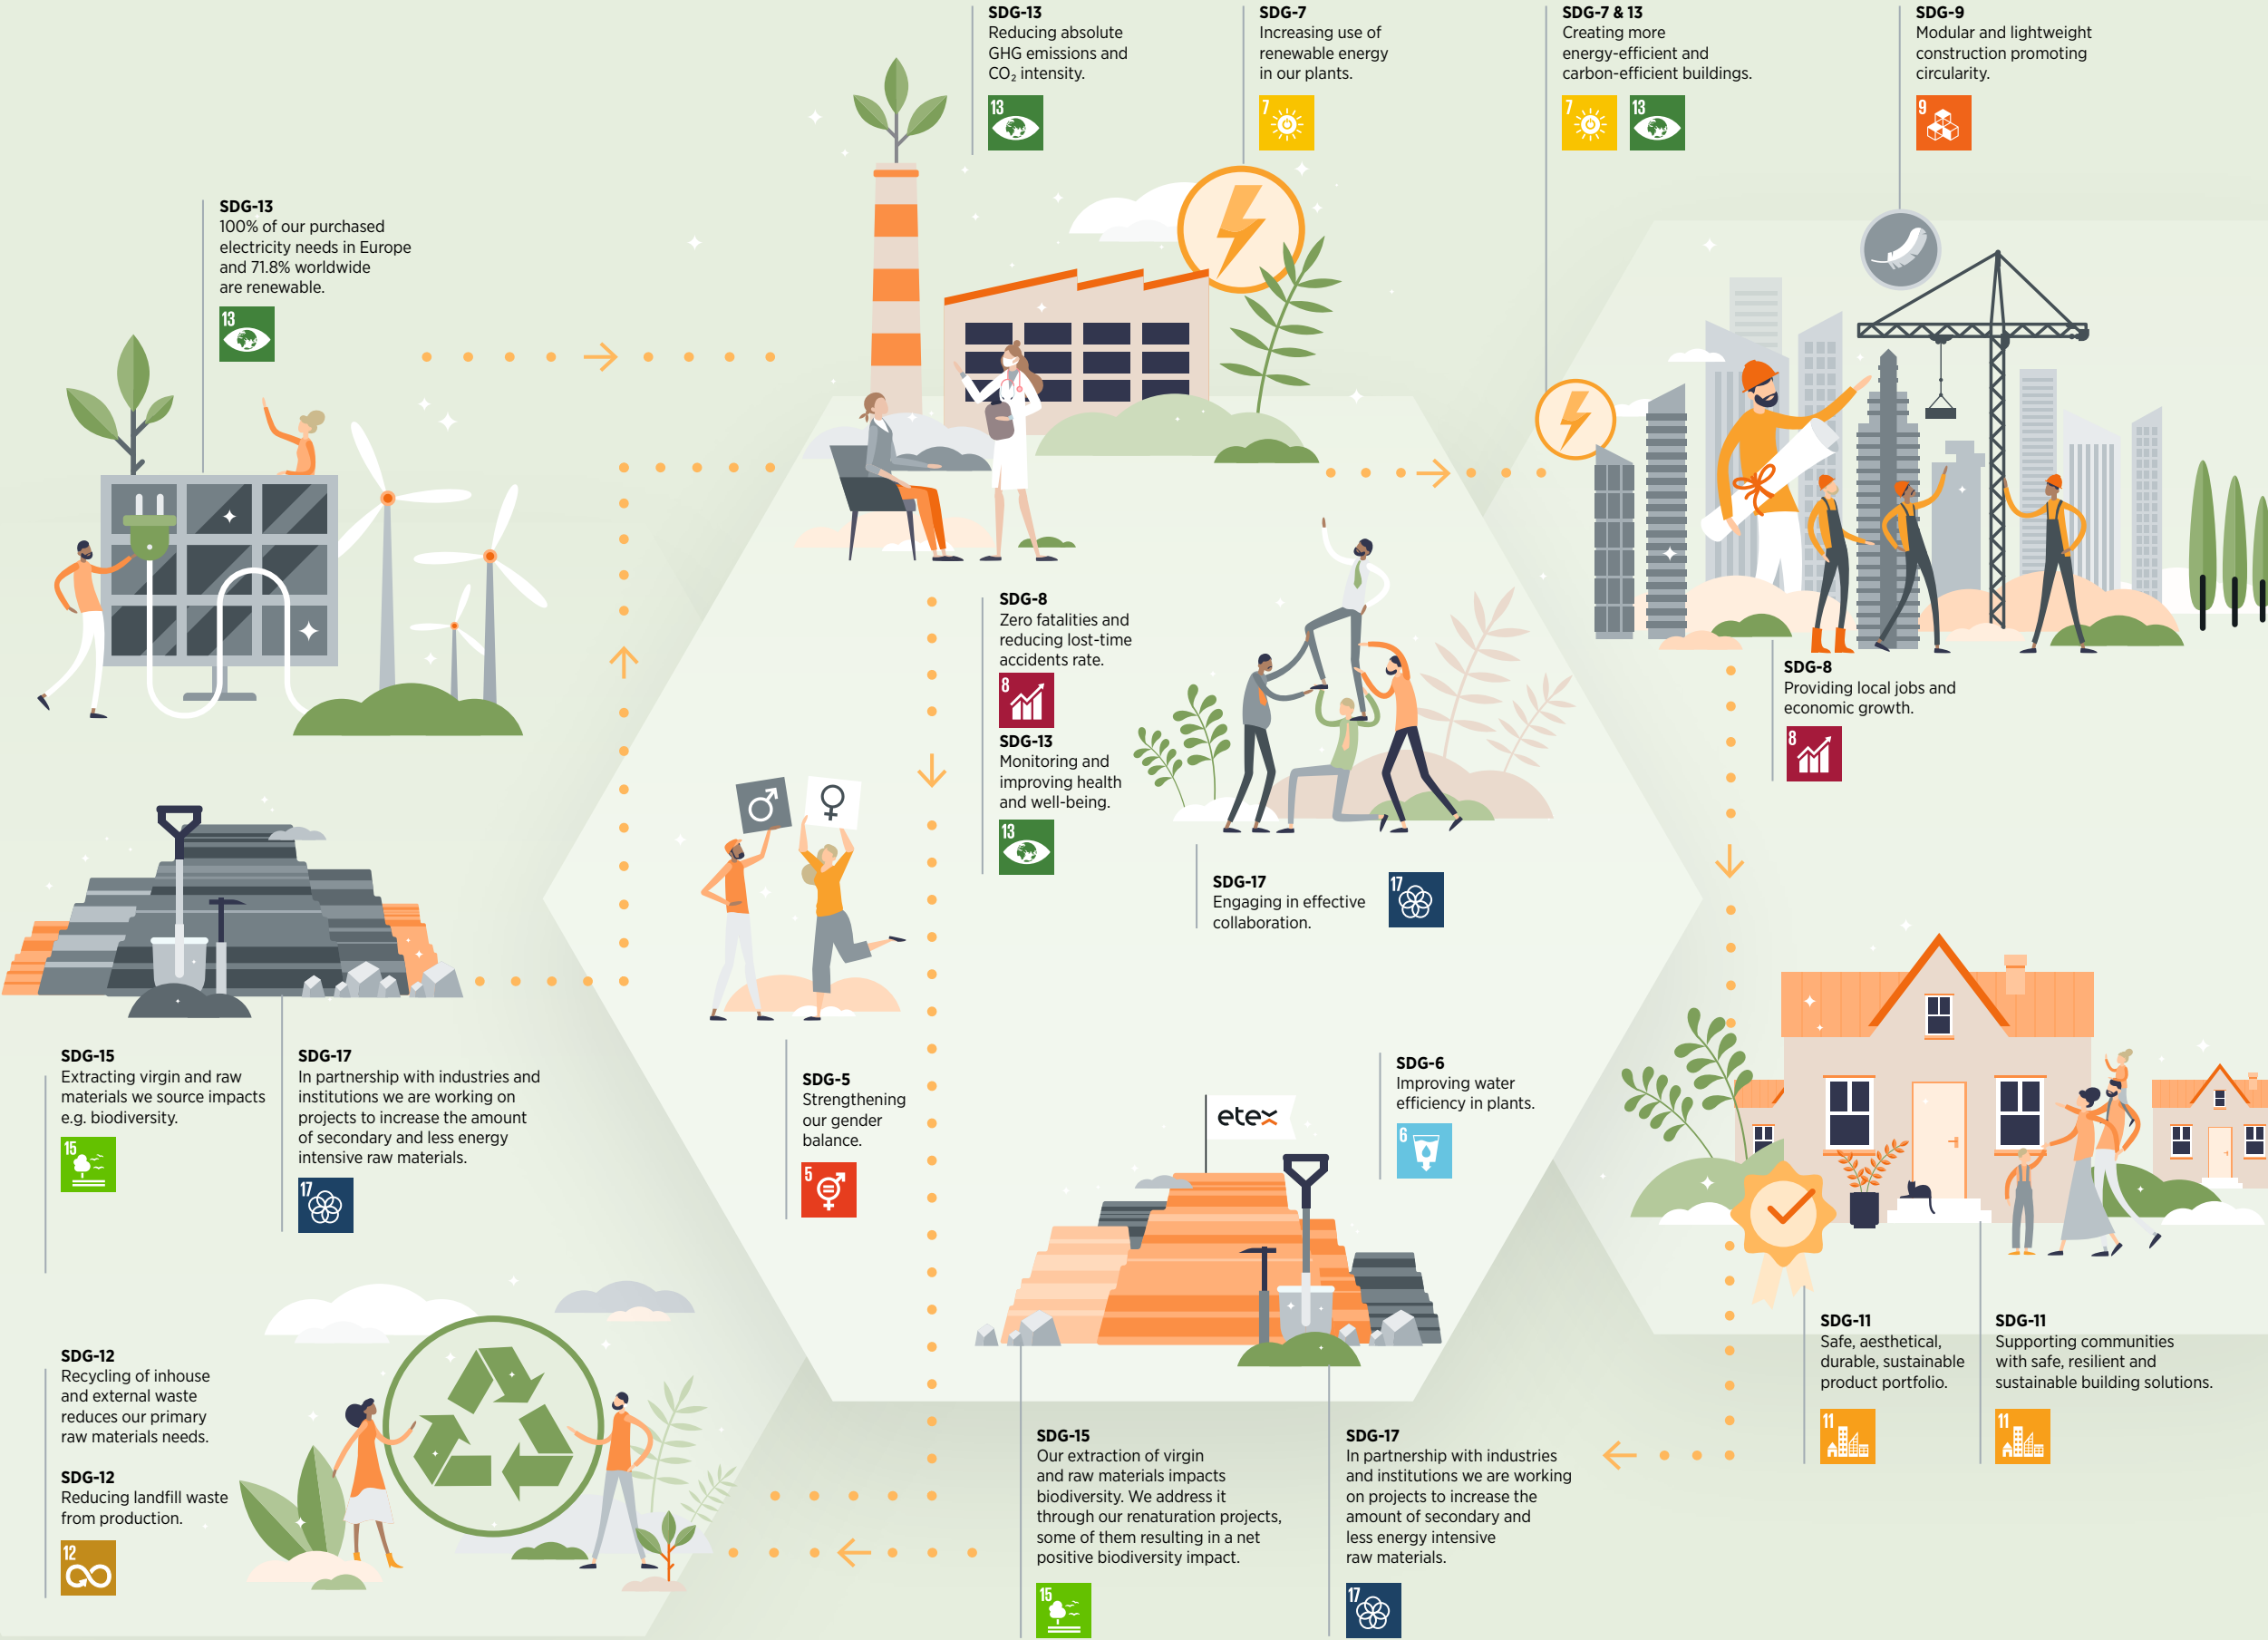 SDG-13
Reducing absolute
GHG emissions and
CO₂ intensity.
13
SDG-7
Increasing use of
renewable energy
in our plants.
7
SDG-7 & 13
Creating more
energy-efficient and
carbon-efficient buildings.
7
13
SDG-9
Modular and lightweight
construction promoting
circularity.
9
SDG-13
100% of our purchased
electricity needs in Europe
and 71.8% worldwide
are renewable.
13
SDG-8
Zero fatalities and
reducing lost-time
accidents rate.
8
SDG-13
Monitoring and
improving health
and well-being.
13
SDG-17
Engaging in effective
collaboration.
17
SDG-8
Providing local jobs and
economic growth.
8
SDG-15
Extracting virgin and raw
materials we source impacts
e.g. biodiversity.
15
SDG-17
In partnership with industries and
institutions we are working on
projects to increase the amount
of secondary and less energy
intensive raw materials.
17
SDG-5
Strengthening
our gender
balance.
5
SDG-6
Improving water
efficiency in plants.
6
etex
SDG-11
Safe, aesthetical,
durable, sustainable
product portfolio.
11
SDG-11
Supporting communities
with safe, resilient and
sustainable building solutions.
11
SDG-12
Recycling of inhouse
and external waste
reduces our primary
raw materials needs.
SDG-12
Reducing landfill waste
from production.
12
SDG-15
Our extraction of virgin
and raw materials impacts
biodiversity. We address it
through our renaturation projects,
some of them resulting in a net
positive biodiversity impact.
15
SDG-17
In partnership with industries
and institutions we are working
on projects to increase the
amount of secondary and
less energy intensive
raw materials.
17